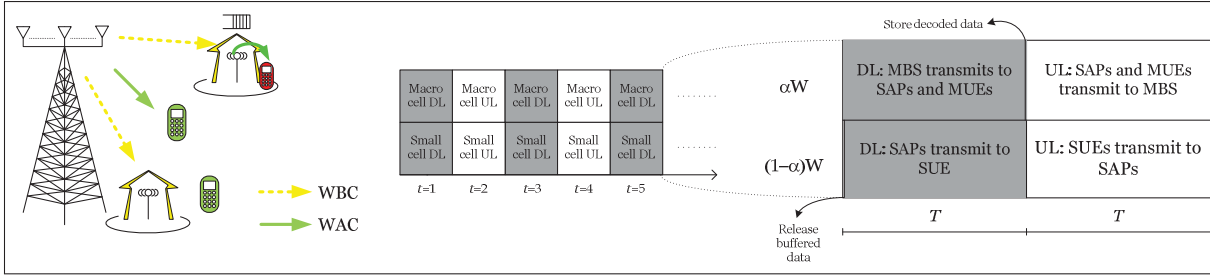 WBC
WAC
Macro
cell DL
Macro
cell UL
Macro
cell DL
Macro
cell UL
Macro
cell DL
Small
cell DL
Small
cell UL
Small
cell DL
Small
cell UL
Small
cell DL
t=1
t=2
t=3
t=4
t=5
Store decoded data
αW
DL: MBS transmits to
SAPs and MUEs
UL: SAPs and MUEs
transmit to MBS
(1–α)W
DL: SAPs transmit to
SUE
UL: SUEs transmit to
SAPs
Release
buffered
data
T
T